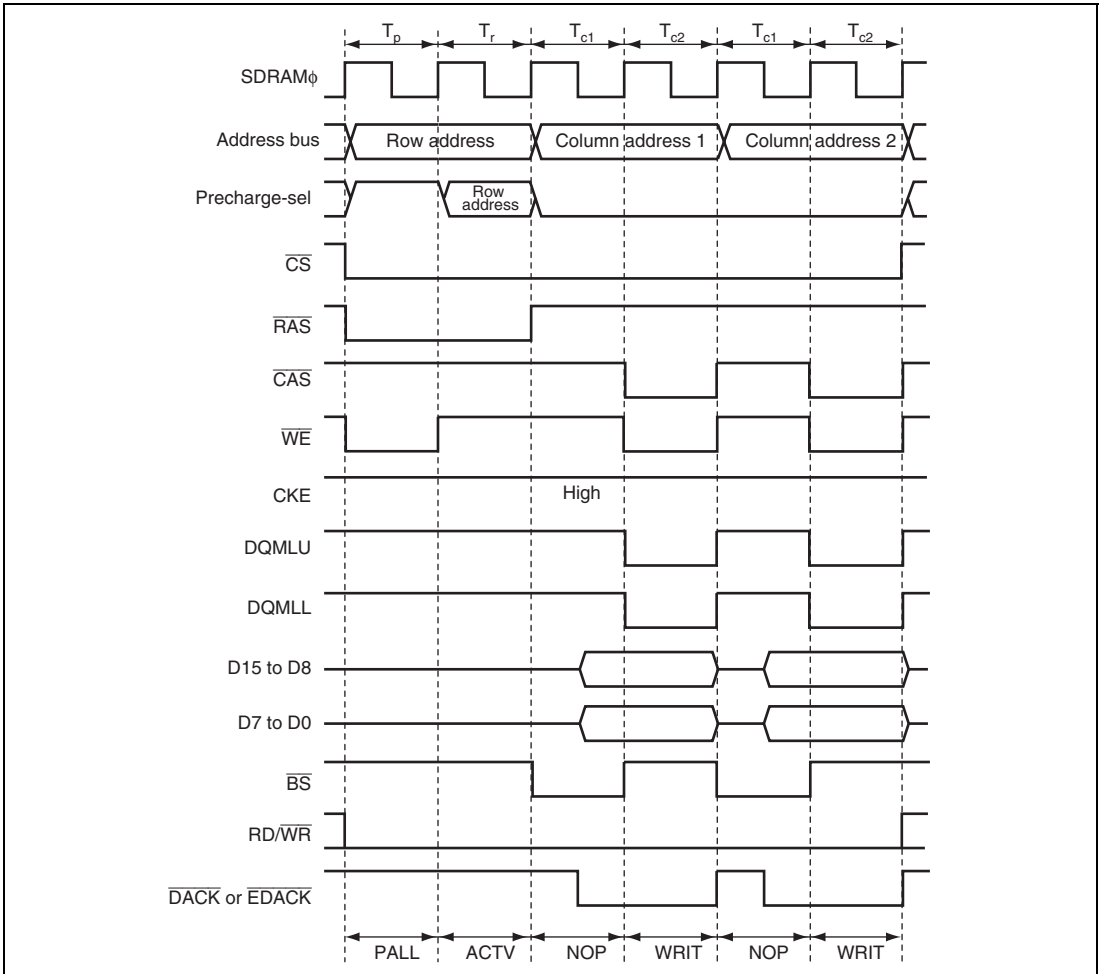 Tp Tr Tc1 Tc2 Tc1 Tc2
SDRAMφ
Address bus Row address Column address 1 Column address 2
Precharge-sel Row address
CS
RAS
CAS
WE
CKE High
DQMLU
DQMLL
D15 to D8
D7 to D0
BS
RD/WR
DACK or EDACK
PALL ACTV NOP WRIT NOP WRIT